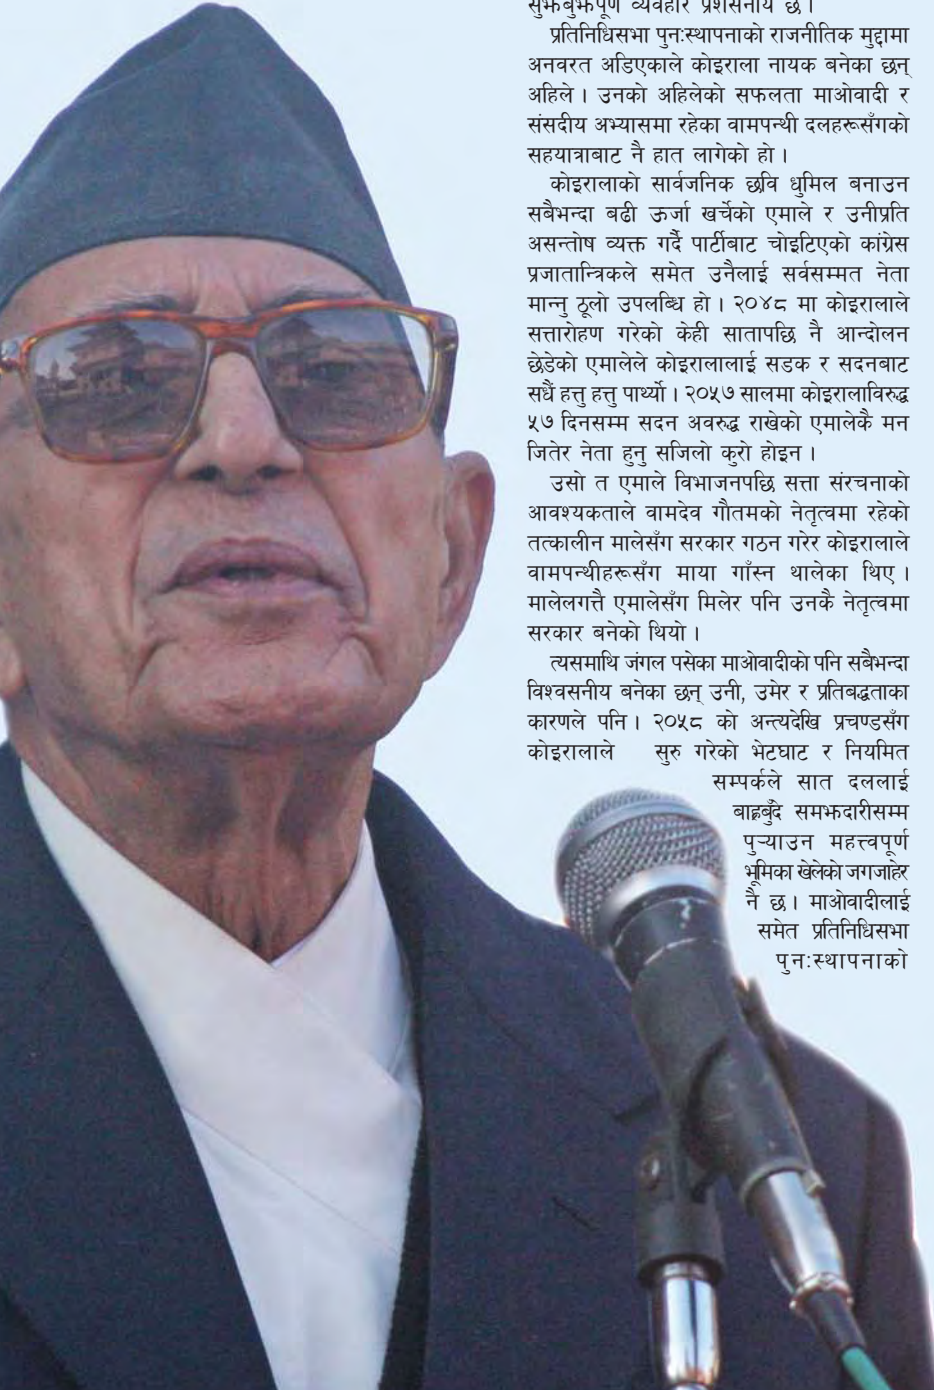 सुझबुझपूर्ण व्यवहार प्रशंसनीय छ ।
प्रतिनिधिसभा पुनःस्थापनाको राजनीतिक मुद्दामा
अनवरत अडिएकाले कोइराला नायक बनेका छन्
अहिले । उनको अहिलेको सफलता माओवादी र
संसदीय अभ्यासमा रहेका वामपन्थी दलहरूसँगको
सहयात्राबाट नै हात लागेको हो ।
कोइरालाको सार्वजनिक छवि धुमिल बनाउन
सबैभन्दा बढी ऊर्जा खर्चेको एमाले र उनीप्रति
असन्तोष व्यक्त गर्दै पार्टीबाट चोइटिएको कांग्रेस
प्रजातान्त्रिकले समेत उनैलाई सर्वसम्मत नेता
मान्नु ठूलो उपलब्धि हो । २०४८ मा कोइरालाले
सत्तारोहण गरेको केही सातापछि नै आन्दोलन
छेडेको एमालेले कोइरालालाई सडक र सदनबाट
सधैं हत्तु हत्तु पार्थ्यो । २०५७ सालमा कोइरालाविरुद्ध
५७ दिनसम्म सदन अवरुद्ध राखेको एमालेकै मन
जितेर नेता हुनु सजिलो कुरो होइन ।
उसो त एमाले विभाजनपछि सत्ता संरचनाको
आवश्यकताले वामदेव गौतमको नेतृत्वमा रहेको
तत्कालीन मालेसँग सरकार गठन गरेर कोइरालाले
वामपन्थीहरूसँग माया गाँस्न थालेका थिए ।
मालेलगत्तै एमालेसँग मिलेर पनि उनकै नेतृत्वमा
सरकार बनेको थियो ।
त्यसमाथि जंगल पसेका माओवादीको पनि सबैभन्दा
विश्वसनीय बनेका छन् उनी, उमेर र प्रतिबद्धताका
कारणले पनि । २०५८ को अन्त्यदेखि प्रचण्डसँग
कोइरालाले सुरु गरेको भेटघाट र नियमित
सम्पर्कले सात दललाई
बाह्रबुँदे समझदारीसम्म
पुऱ्याउन महत्त्वपूर्ण
भूमिका खेलेको जगजाहेर
नै छ । माओवादीलाई
समेत प्रतिनिधिसभा
पुनःस्थापनाको